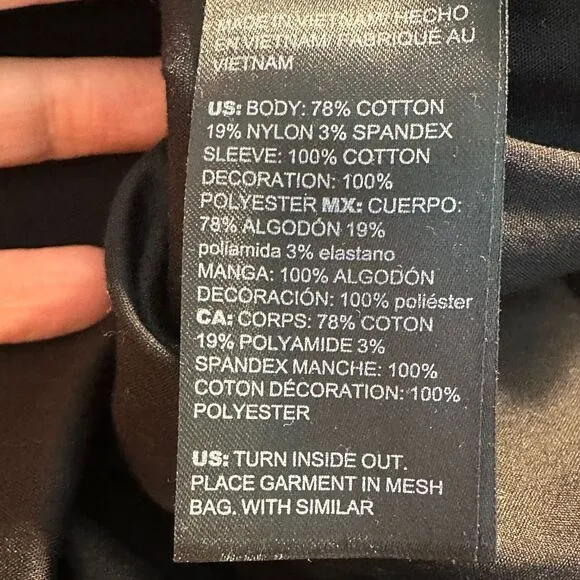 MADE IN VIETNAM/ HECHO
EN VIETNAM/ FABRIQUÉ AU
VIETNAM
US: BODY: 78% COTTON
19% NYLON 3% SPANDEX
SLEEVE: 100% COTTON
DECORATION: 100%
POLYESTER MX: CUERPO:
78% ALGODÓN 19%
poliamida 3% elastano
MANGA: 100% ALGODÓN
DECORACIÓN: 100% poliéster
CA: CORPS: 78% COTON
19% POLYAMIDE 3%
SPANDEX MANCHE: 100%
COTON DÉCORATION: 100%
POLYESTER
US: TURN INSIDE OUT.
PLACE GARMENT IN MESH
BAG. WITH SIMILAR